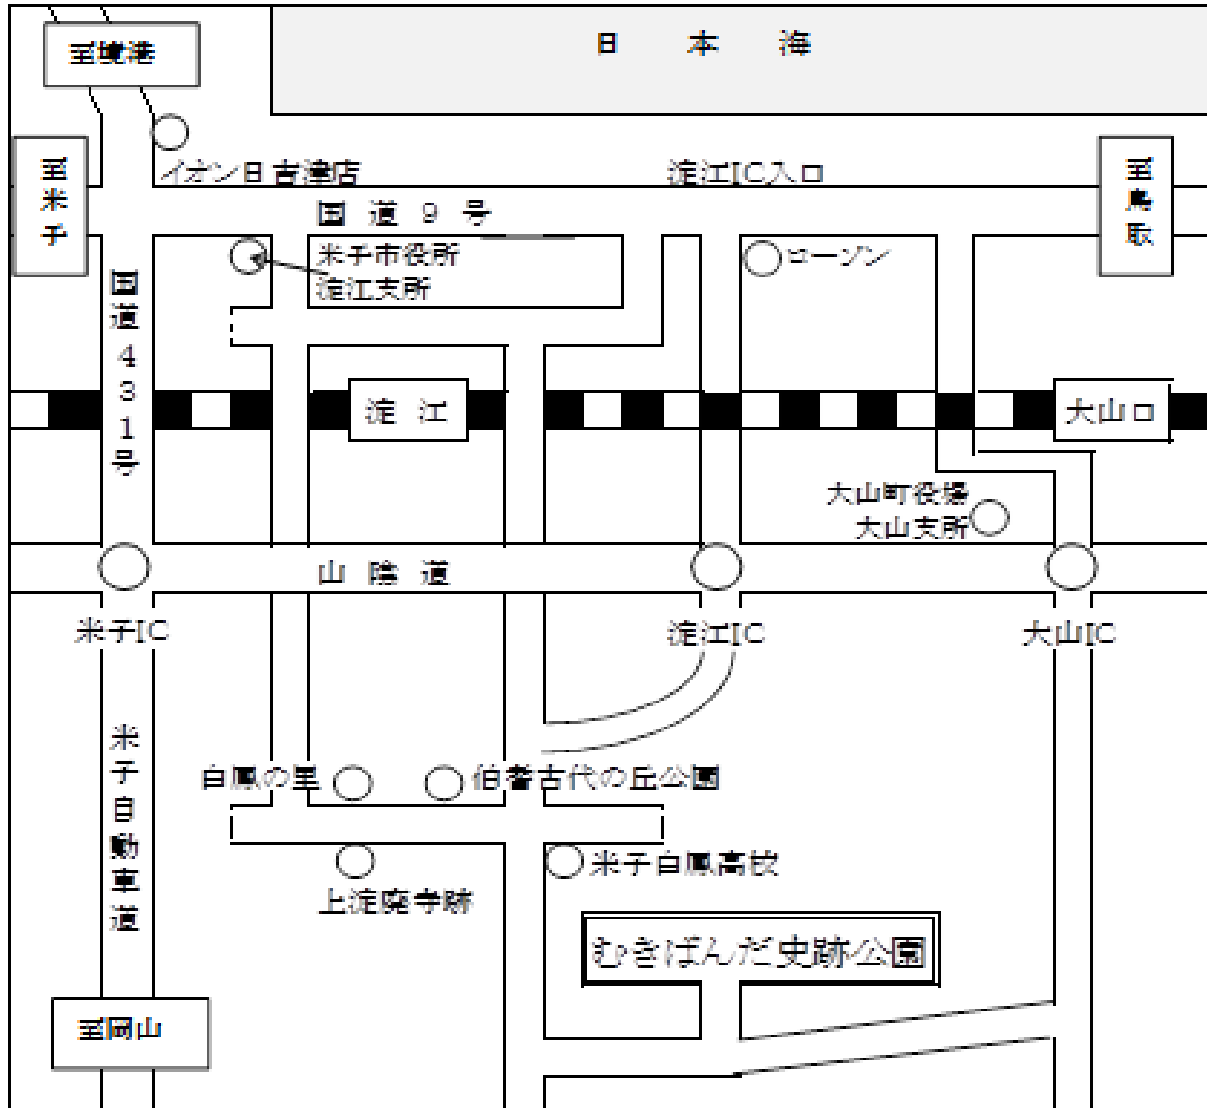 日本海
至境港
イオン日吉津店
淀江IC入口
至米子
至鳥取
国道9号
米子市役所
淀江支所
ローソン
国道431号
淀江
大山口
大山町役場
大山支所
山陰道
米子IC
淀江IC
大山IC
米子自動車道
白鳳の里
伯耆古代の丘公園
米子白鳳高校
上淀廃寺跡
むきばんだ史跡公園
至岡山